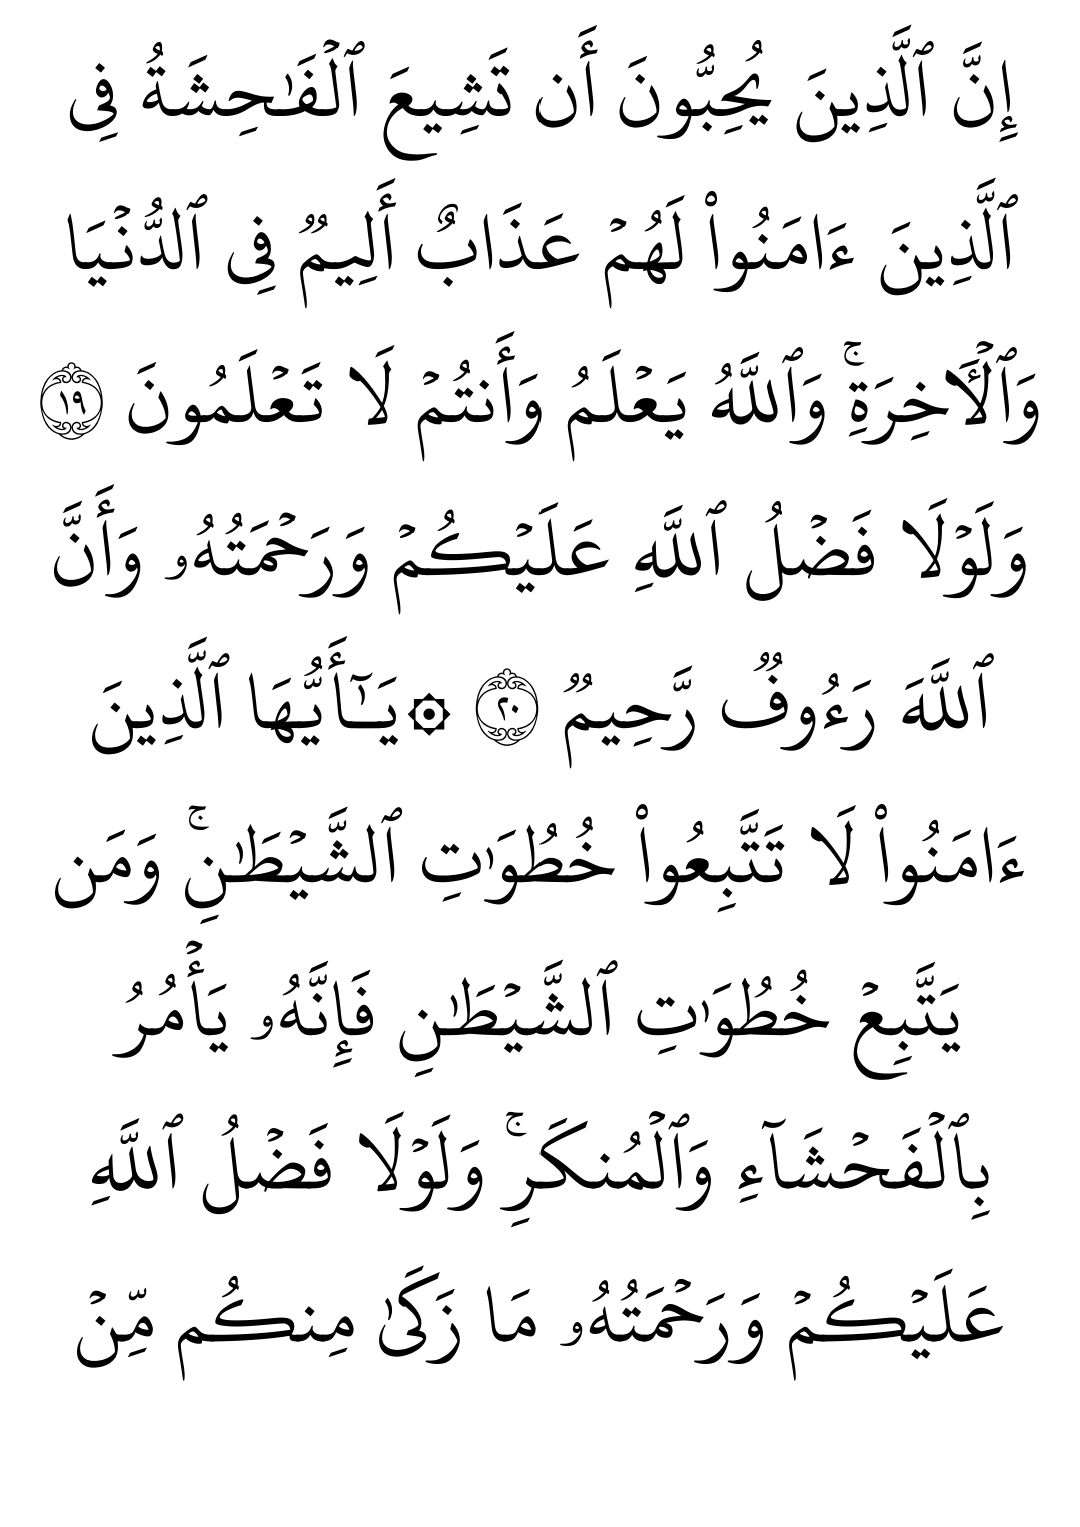 إِنَّ ٱلَّذِينَ يُحِبُّونَ أَن تَشِيعَ ٱلۡفَٰحِشَةُ فِي
ٱلَّذِينَ ءَامَنُواْ لَهُمۡ عَذَابٌ أَلِيمٞ فِي ٱلدُّنۡيَا
وَٱلۡأٓخِرَةِۚ وَٱللَّهُ يَعۡلَمُ وَأَنتُمۡ لَا تَعۡلَمُونَ ١٩
وَلَوۡلَا فَضۡلُ ٱللَّهِ عَلَيۡكُمۡ وَرَحۡمَتُهُۥ وَأَنَّ
ٱللَّهَ رَءُوفٞ رَّحِيمٞ ٢٠ ۞يَٰٓأَيُّهَا ٱلَّذِينَ
ءَامَنُواْ لَا تَتَّبِعُواْ خُطُوَٰتِ ٱلشَّيۡطَٰنِۚ وَمَن
يَتَّبِعۡ خُطُوَٰتِ ٱلشَّيۡطَٰنِ فَإِنَّهُۥ يَأۡمُرُ
بِٱلۡفَحۡشَآءِ وَٱلۡمُنكَرِۚ وَلَوۡلَا فَضۡلُ ٱللَّهِ
عَلَيۡكُمۡ وَرَحۡمَتُهُۥ مَا زَكَىٰ مِنكُم مِّنۡ